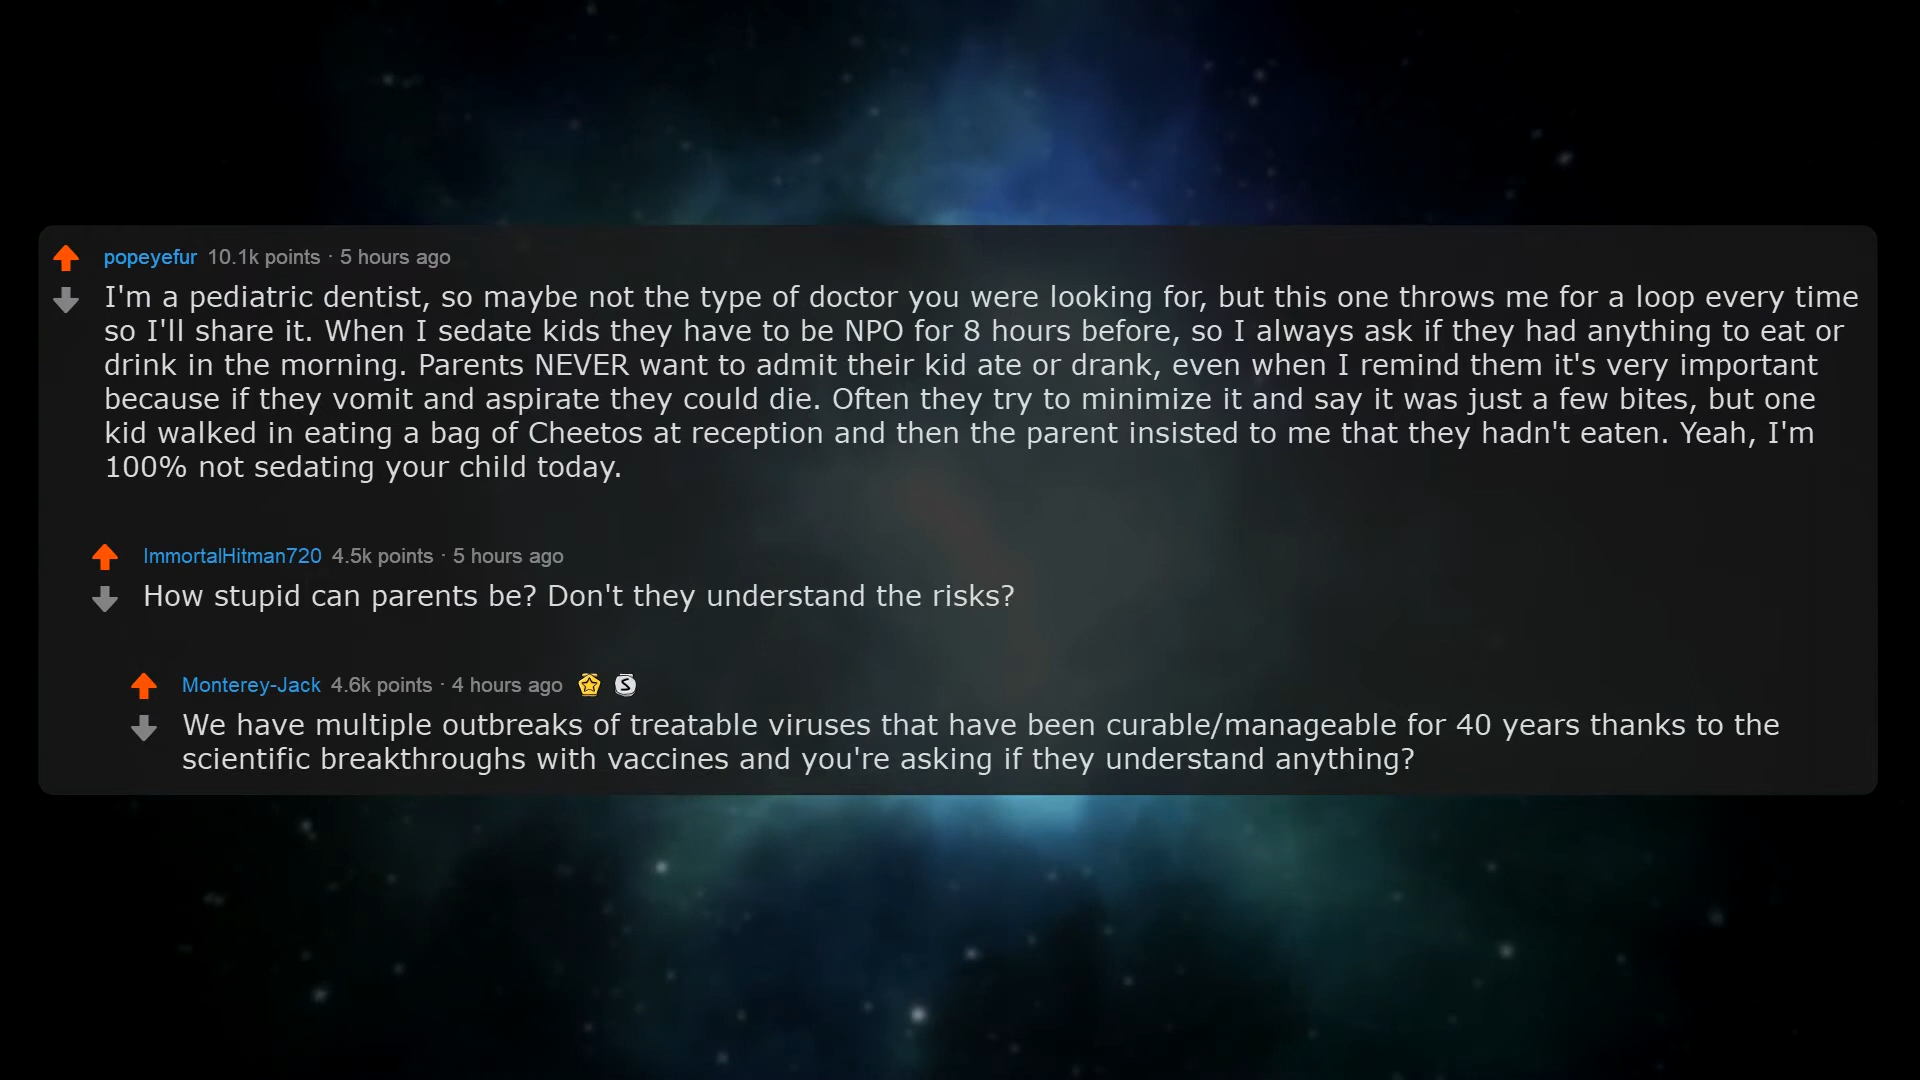 popeyefur 10.1k points · 5 hours ago
I'm a pediatric dentist, so maybe not the type of doctor you were looking for, but this one throws me for a loop every time
so I'll share it. When I sedate kids they have to be NPO for 8 hours before, so I always ask if they had anything to eat or
drink in the morning. Parents NEVER want to admit their kid ate or drank, even when I remind them it's very important
because if they vomit and aspirate they could die. Often they try to minimize it and say it was just a few bites, but one
kid walked in eating a bag of Cheetos at reception and then the parent insisted to me that they hadn't eaten. Yeah, I'm
100% not sedating your child today.
ImmortalHitman720 4.5k points · 5 hours ago
How stupid can parents be? Don't they understand the risks?
Monterey-Jack 4.6k points · 4 hours ago S
We have multiple outbreaks of treatable viruses that have been curable/manageable for 40 years thanks to the
scientific breakthroughs with vaccines and you're asking if they understand anything?